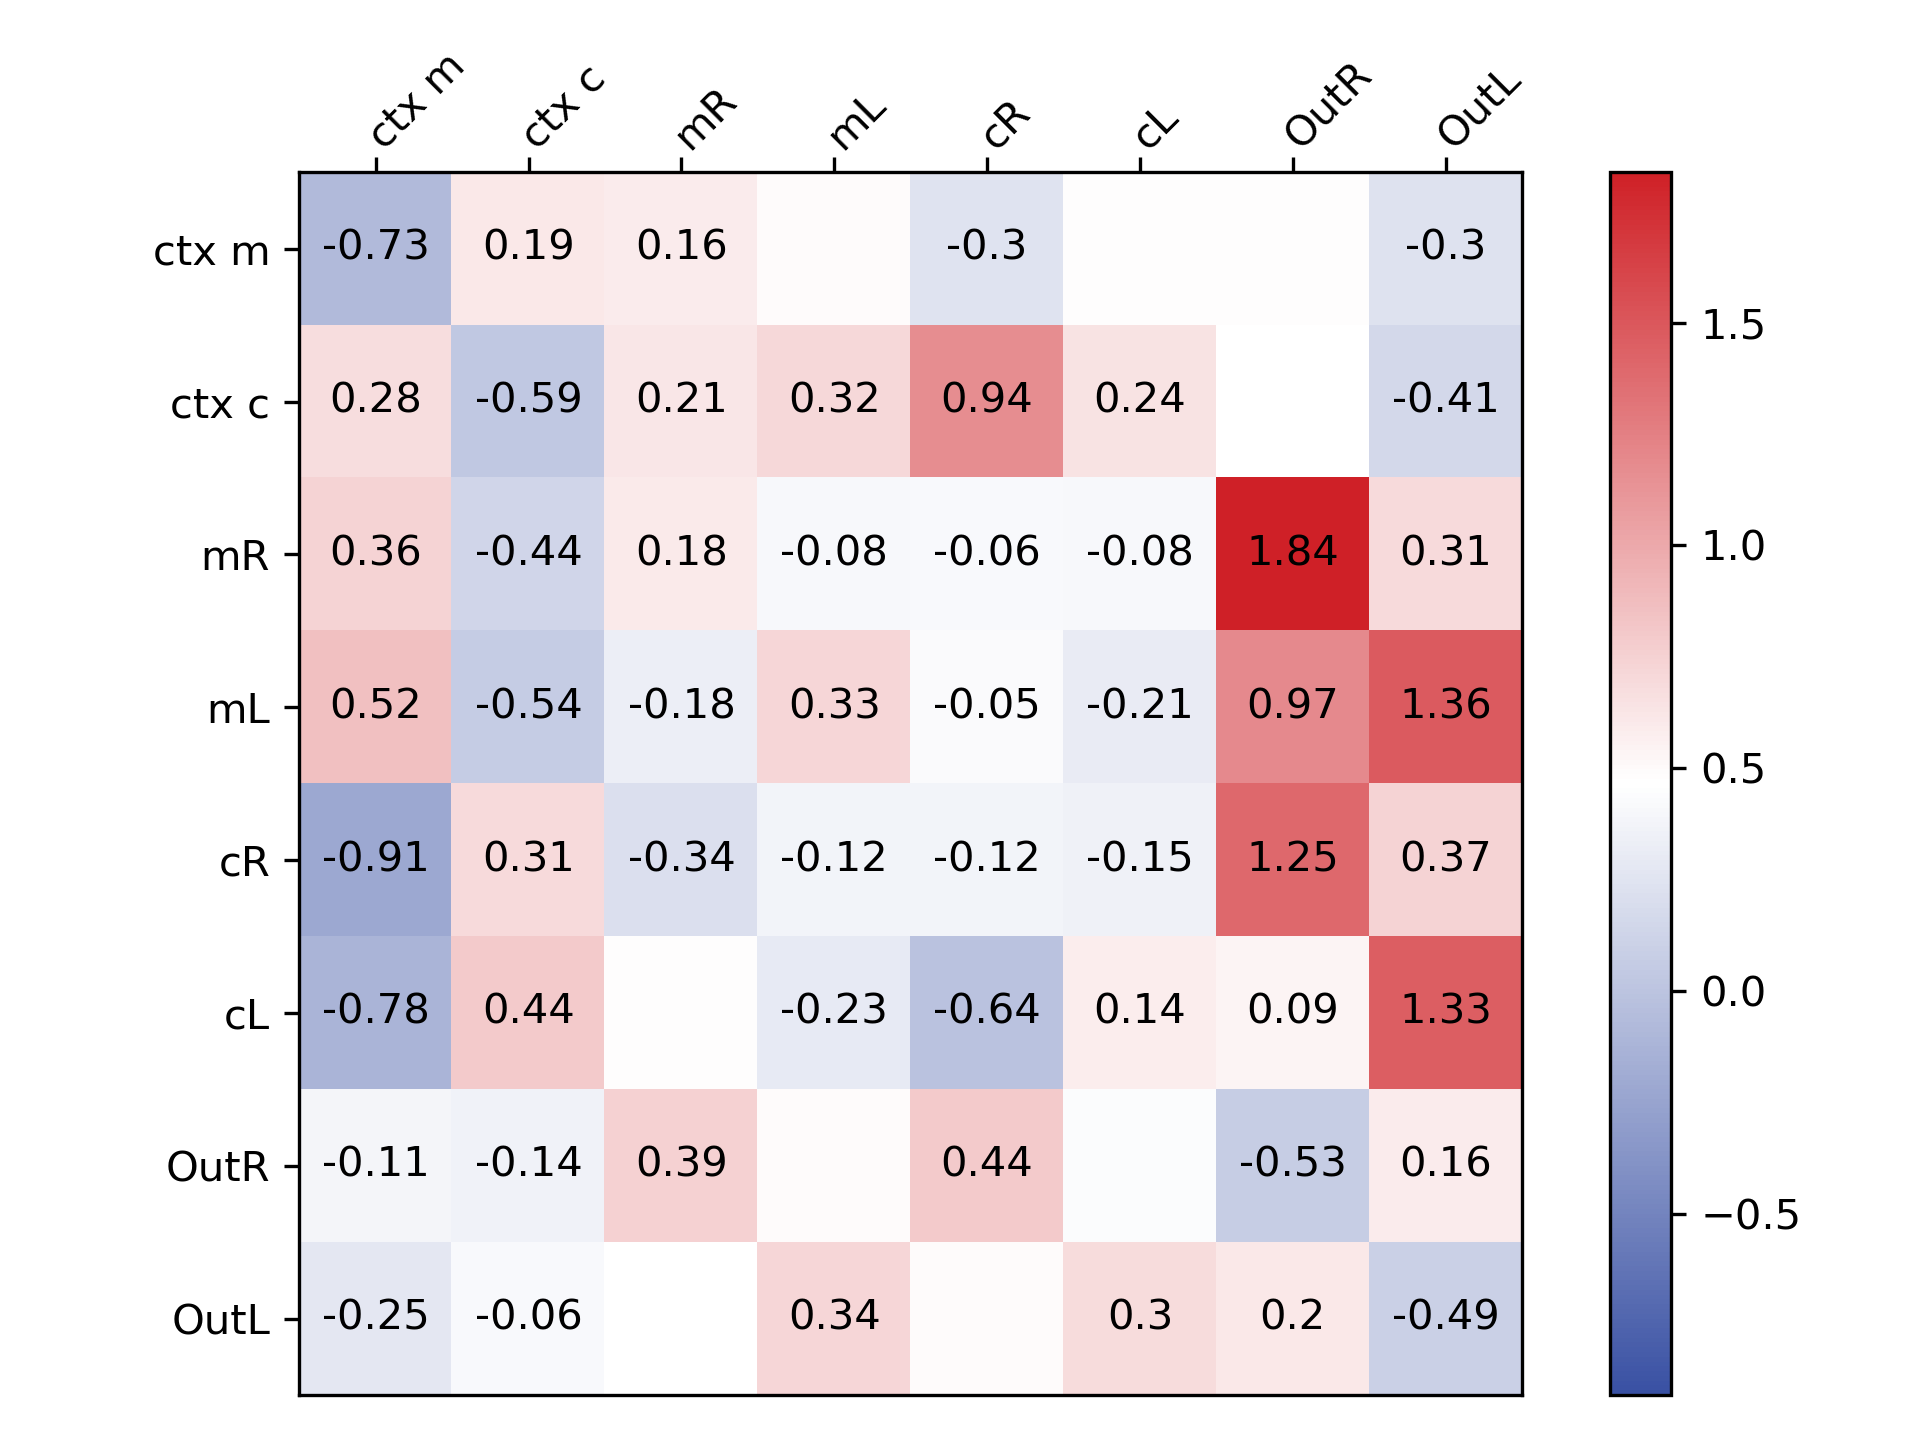 ctx m ctx c mR mL cR cL OutR OutL
ctx m -0.73 0.19 0.16 -0.3 -0.3
ctx c 0.28 -0.59 0.21 0.32 0.94 0.24 -0.41
mR 0.36 -0.44 0.18 -0.08 -0.06 -0.08 1.84 0.31
mL 0.52 -0.54 -0.18 0.33 -0.05 -0.21 0.97 1.36
cR -0.91 0.31 -0.34 -0.12 -0.12 -0.15 1.25 0.37
cL -0.78 0.44 -0.23 -0.64 0.14 0.09 1.33
OutR -0.11 -0.14 0.39 0.44 -0.53 0.16
OutL -0.25 -0.06 0.34 0.3 0.2 -0.49
1.5
1.0
0.5
0.0
−0.5